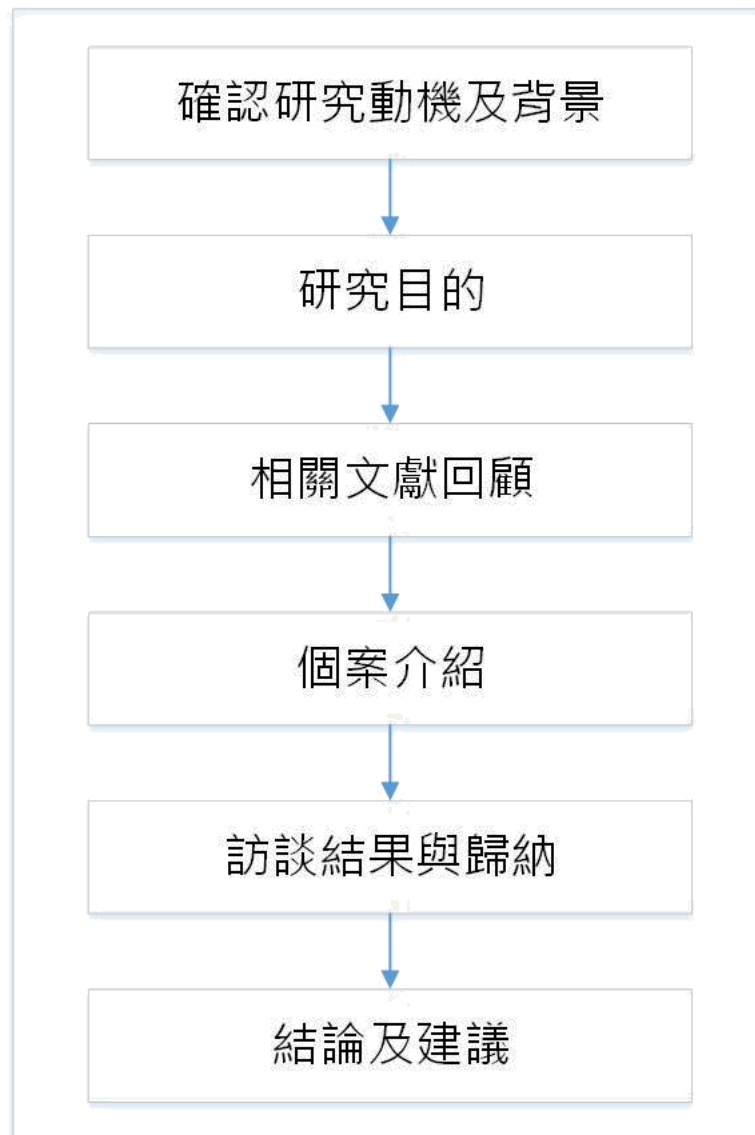 確認研究動機及背景
研究目的
相關文獻回顧
個案介紹
訪談結果與歸納
結論及建議